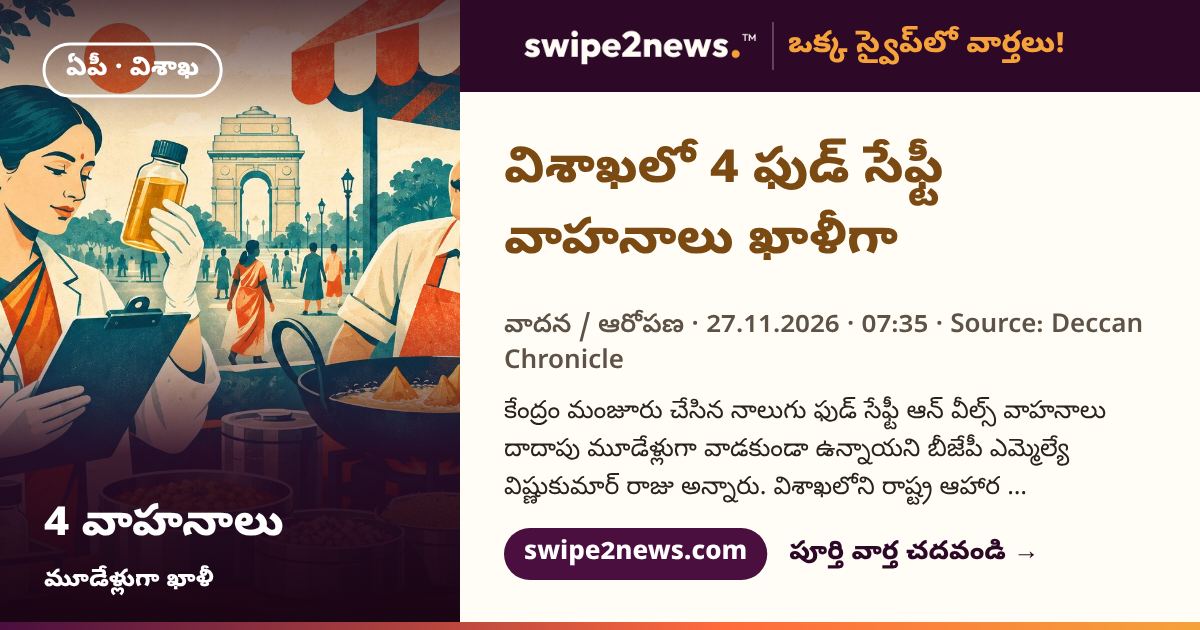 ఏపీ · విశాఖ
4 వాహనాలు
మూడేళ్లుగా ఖాళీ
swipe2news.™ ఒక్క స్వైప్‌లో వార్తలు!
విశాఖలో 4 ఫుడ్ సేఫ్టీ
వాహనాలు ఖాళీగా
వాదన / ఆరోపణ · 27.11.2026 · 07:35 · Source: Deccan
Chronicle
కేంద్రం మంజూరు చేసిన నాలుగు ఫుడ్ సేఫ్టీ ఆన్ వీల్స్ వాహనాలు
దాదాపు మూడేళ్లుగా వాడకుండా ఉన్నాయని బీజేపీ ఎమ్మెల్యే
విష్ణుకుమార్ రాజు అన్నారు. విశాఖలోని రాష్ట్ర ఆహార ...
swipe2news.com పూర్తి వార్త చదవండి →